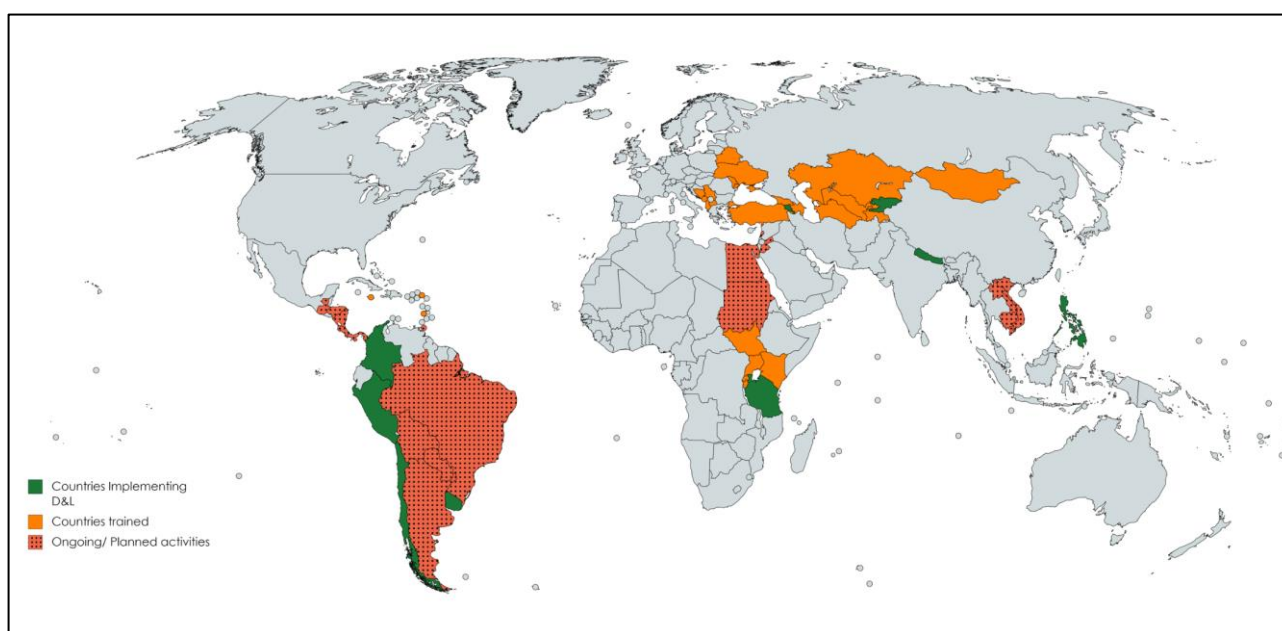 Countries Implementing
D&L
Countries trained
Ongoing/ Planned activities